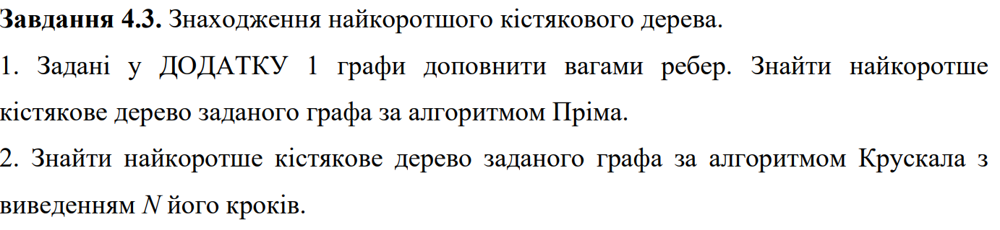 Завдання 4.3. Знаходження найкоротшого кістякового дерева.
1. Задані у ДОДАТКУ 1 графи доповнити вагами ребер. Знайти найкоротше
кістякове дерево заданого графа за алгоритмом Пріма.
2. Знайти найкоротше кістякове дерево заданого графа за алгоритмом Крускала з
виведенням N його кроків.